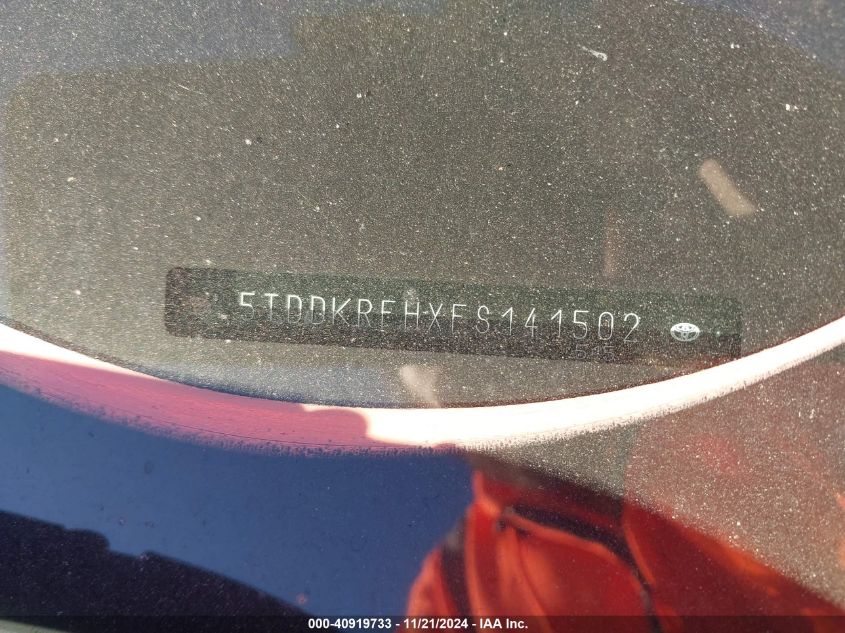 5TDDKRFHXFS141502
000-40919733 - 11/21/2024 - IAA Inc.